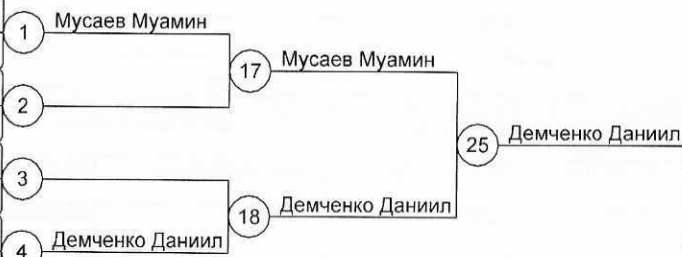 1 Мусаев Муамин
17 Мусаев Муамин
2
25 Демченко Даниил
3
18 Демченко Даниил
4 Демченко Даниил